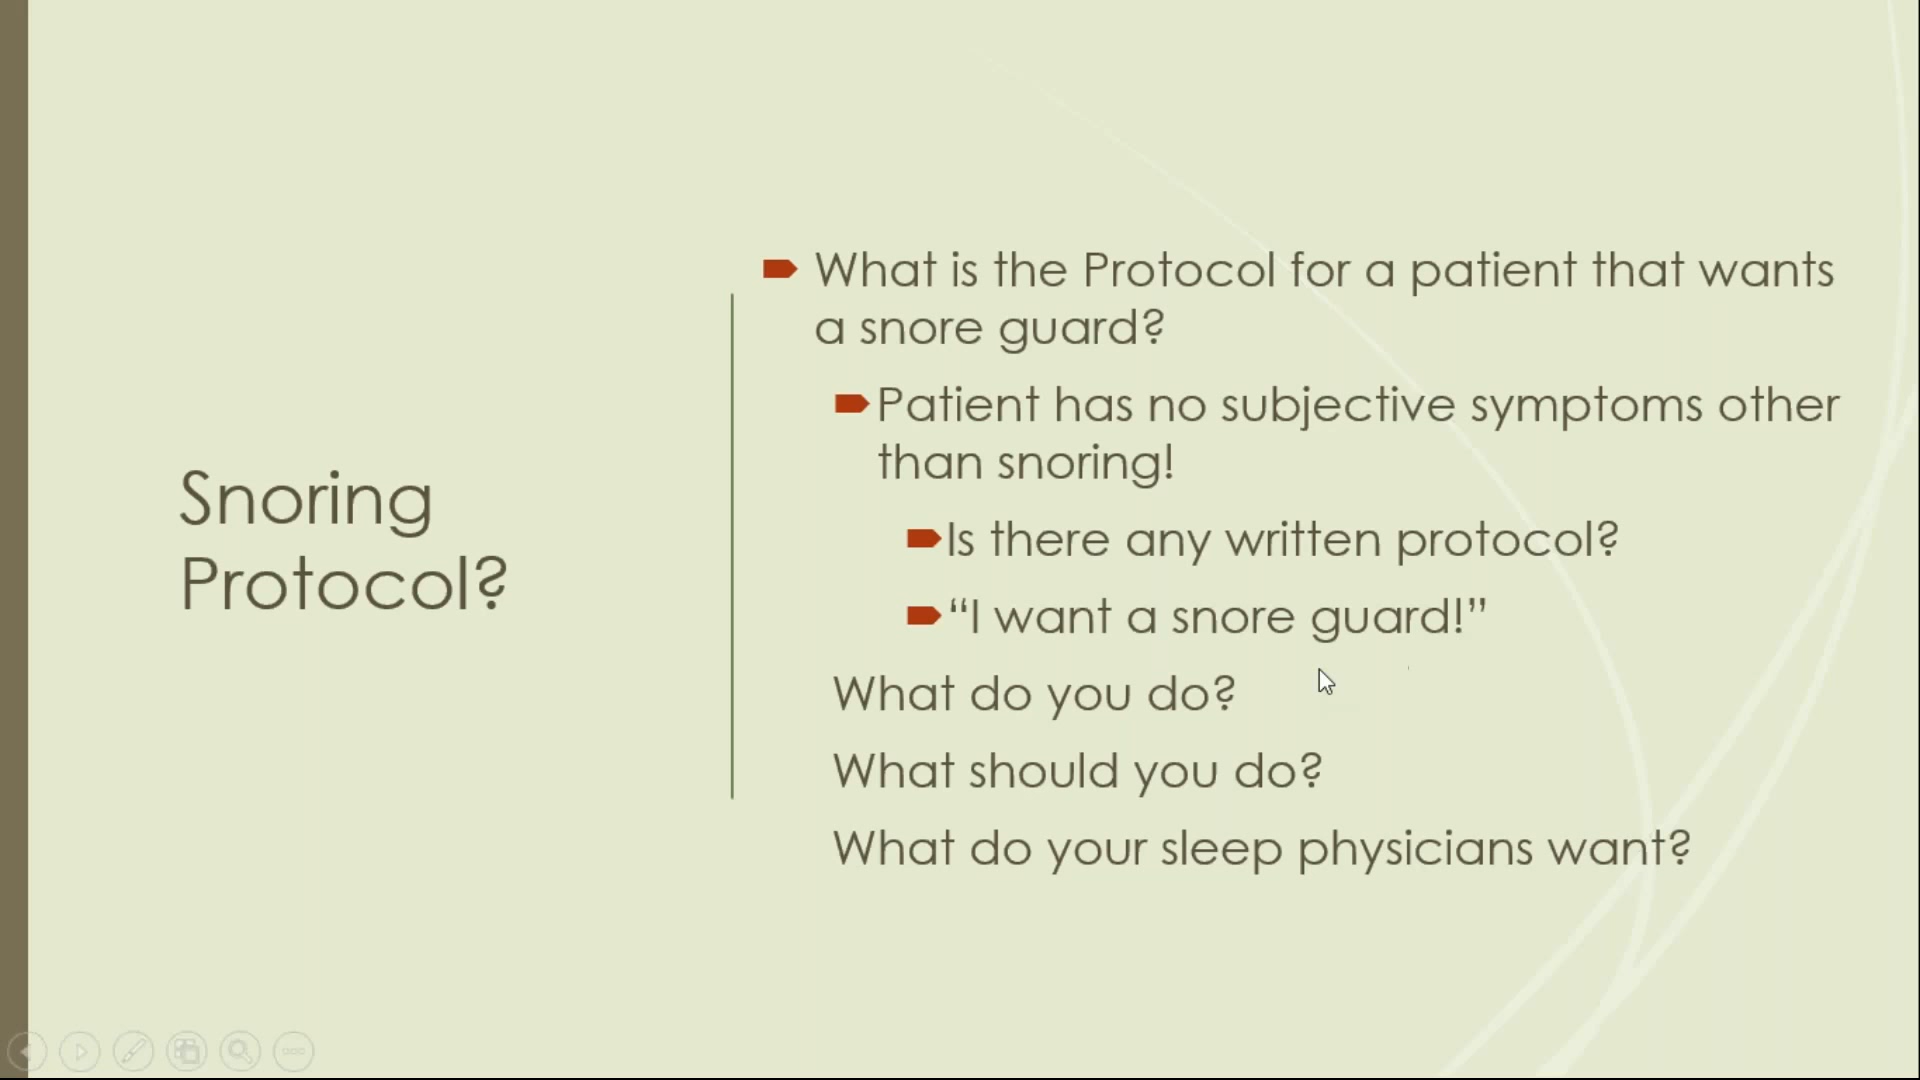 Snoring
Protocol?
What is the Protocol for a patient that wants
a snore guard?
Patient has no subjective symptoms other
than snoring!
Is there any written protocol?
“I want a snore guard!”
What do you do?
What should you do?
What do your sleep physicians want?